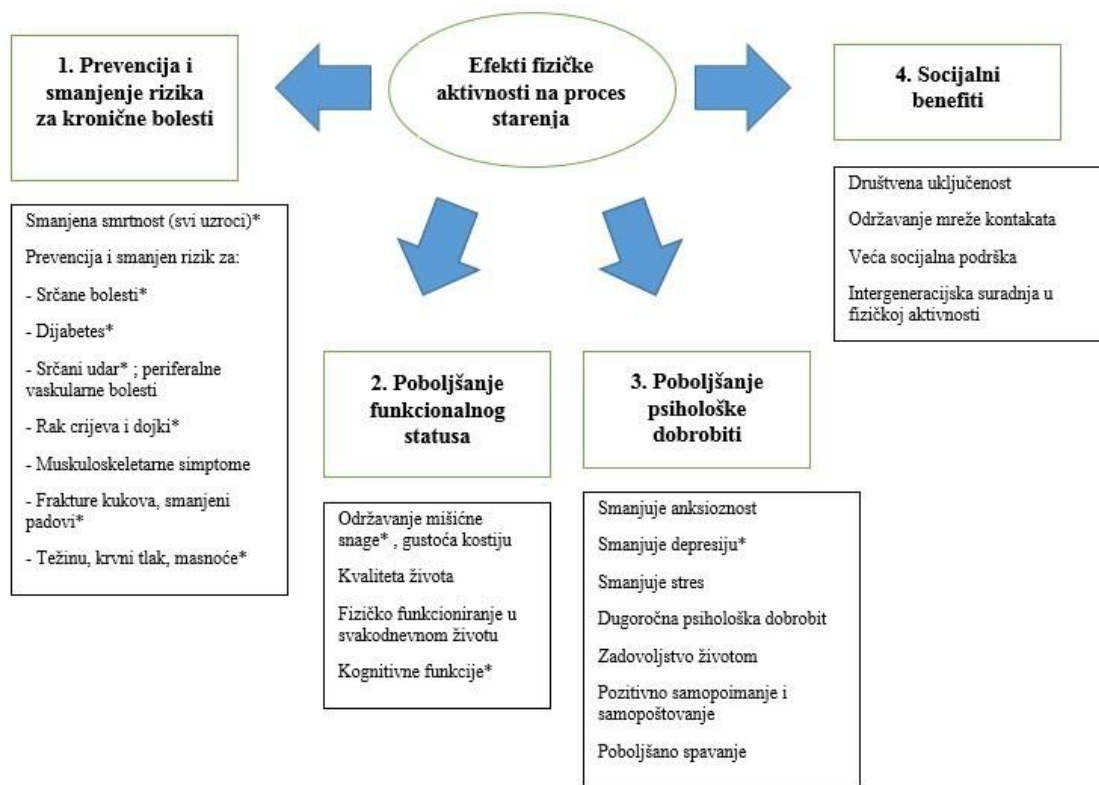 Efekti fizičke
aktivnosti na proces
starenja
1. Prevencija i
smanjenje rizika
za kronične bolesti
Smanjena smrtnost (svi uzroci)*
Prevencija i smanjen rizik za:
- Srčane bolesti*
- Dijabetes*
- Srčani udar* ; periferalne
vaskularne bolesti
- Rak crijeva i dojki*
- Muskuloskeletarne simptome
- Frakture kukova, smanjeni
padovi*
- Težinu, krvni tlak, masnoće*
2. Poboljšanje
funkcionalnog
statusa
Održavanje mišićne
snage* , gustoća kostiju
Kvaliteta života
Fizičko funkcioniranje u
svakodnevnom životu
Kognitivne funkcije*
3. Poboljšanje
psihološke
dobrobiti
Smanjuje anksioznost
Smanjuje depresiju*
Smanjuje stres
Dugoročna psihološka dobrobit
Zadovoljstvo životom
Pozitivno samopoimanje i
samopoštovanje
Poboljšano spavanje
4. Socijalni
benefiti
Društvena uključenost
Održavanje mreže kontakata
Veća socijalna podrška
Intergeneracijska suradnja u
fizičkoj aktivnosti